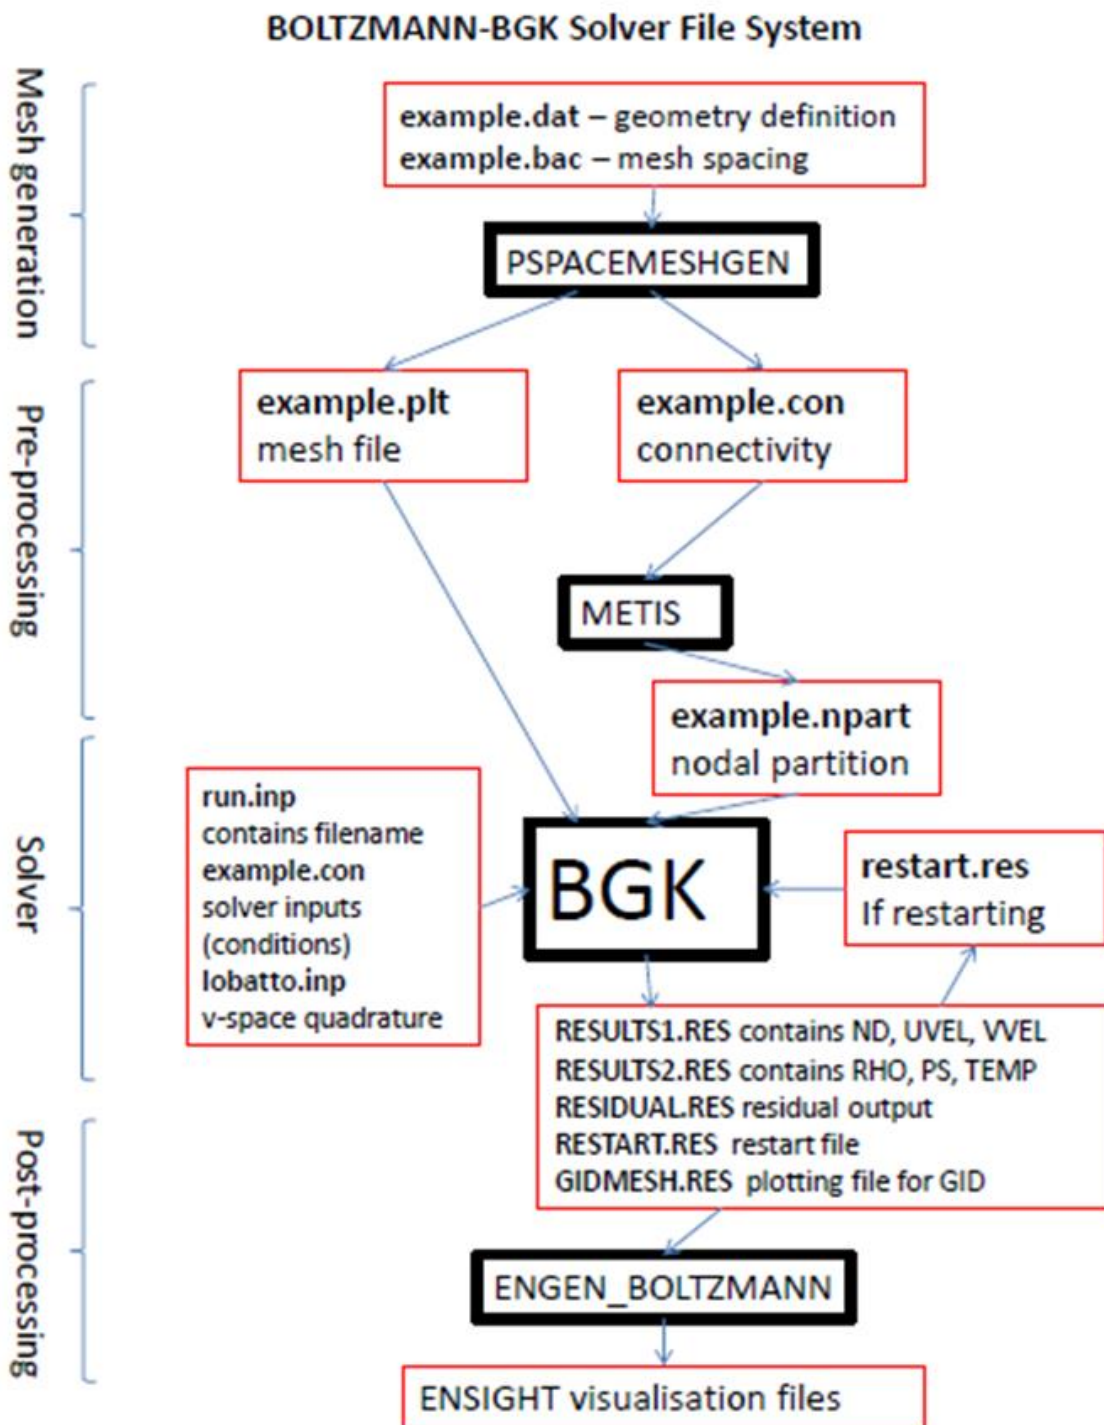 BOLTZMANN-BGK Solver File System
Mesh generation
example.dat – geometry definition
example.bac – mesh spacing
PSPACEMESHGEN
Pre-processing
example.plt
mesh file
example.con
connectivity
METIS
example.npart
nodal partition
Solver
run.inp
contains filename
example.con
solver inputs
(conditions)
lobatto.inp
v-space quadrature
BGK
restart.res
If restarting
RESULTS1.RES contains ND, UVEL, VVEL
RESULTS2.RES contains RHO, PS, TEMP
RESIDUAL.RES residual output
RESTART.RES restart file
GIDMESH.RES plotting file for GID
Post-processing
ENGEN_BOLTZMANN
ENSIGHT visualisation files